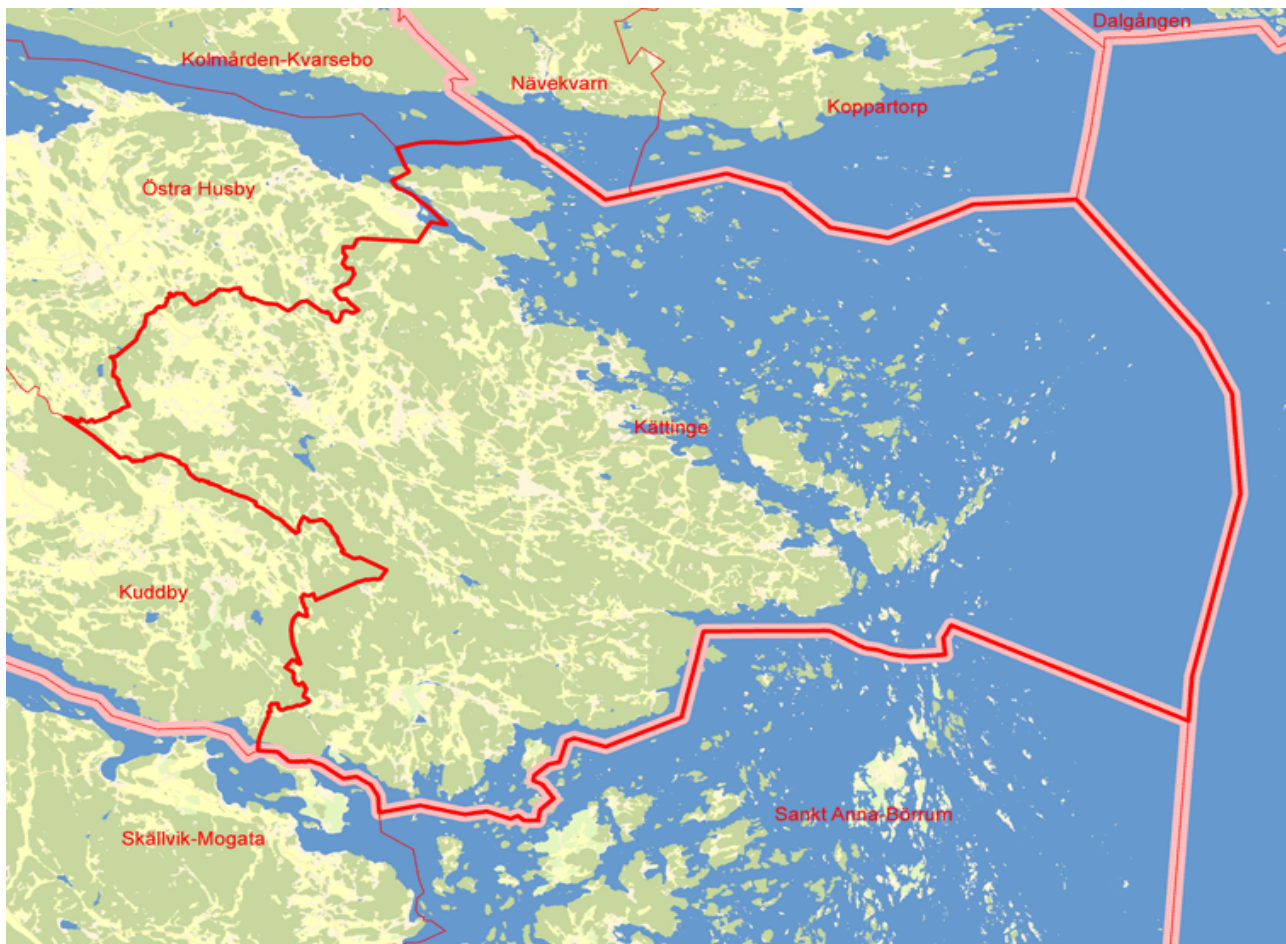 Dalgången
Kolmården-Kvarsebo
Nävekvarn
Koppartorp
Östra Husby
Kättinge
Kuddby
Sankt Anna-Börrum
Skällvik-Mogata